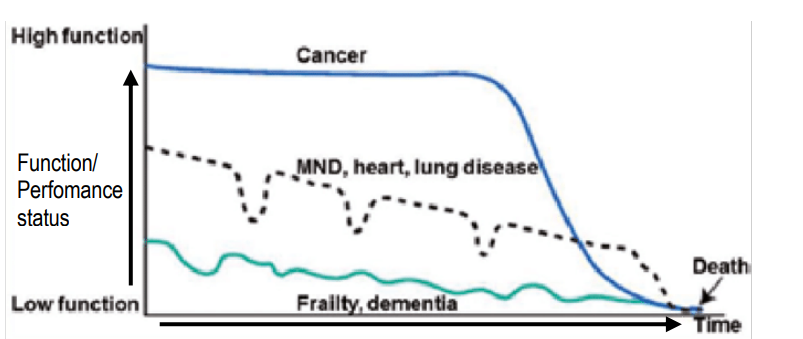 High function
Cancer
Function/
Perfomance
status
MND, heart, lung disease
Death
Low function
Frailty, dementia
Time